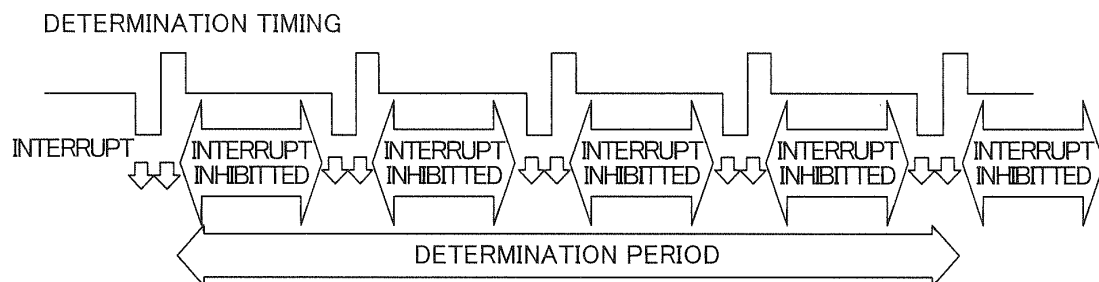 DETERMINATION TIMING
INTERRUPT
INTERRUPT INHIBITTED
INTERRUPT INHIBITTED
INTERRUPT INHIBITTED
INTERRUPT INHIBITTED
INTERRUPT INHIBITTED
DETERMINATION PERIOD